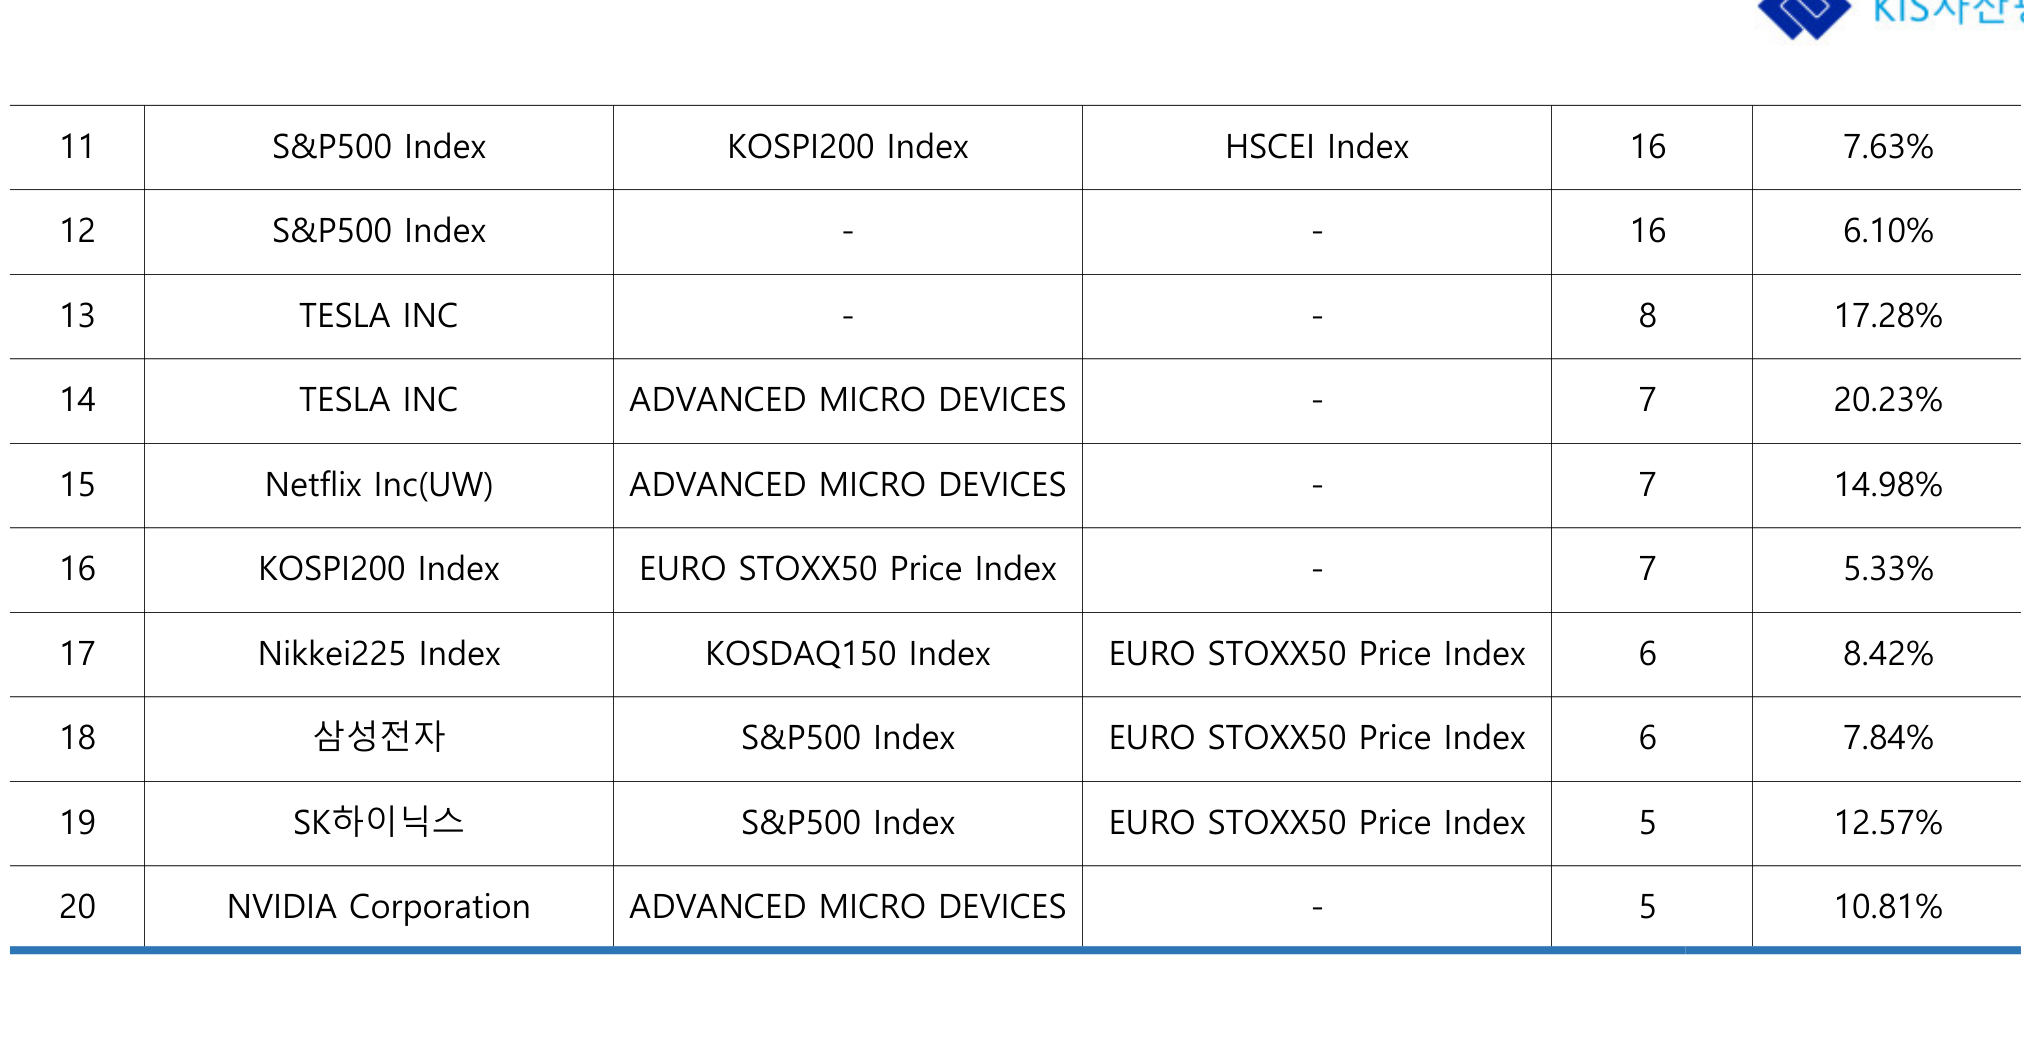 KIS자산
11 S&P500 Index KOSPI200 Index HSCEI Index 16 7.63%
12 S&P500 Index - - 16 6.10%
13 TESLA INC - - 8 17.28%
14 TESLA INC ADVANCED MICRO DEVICES - 7 20.23%
15 Netflix Inc(UW) ADVANCED MICRO DEVICES - 7 14.98%
16 KOSPI200 Index EURO STOXX50 Price Index - 7 5.33%
17 Nikkei225 Index KOSDAQ150 Index EURO STOXX50 Price Index 6 8.42%
18 삼성전자 S&P500 Index EURO STOXX50 Price Index 6 7.84%
19 SK하이닉스 S&P500 Index EURO STOXX50 Price Index 5 12.57%
20 NVIDIA Corporation ADVANCED MICRO DEVICES - 5 10.81%